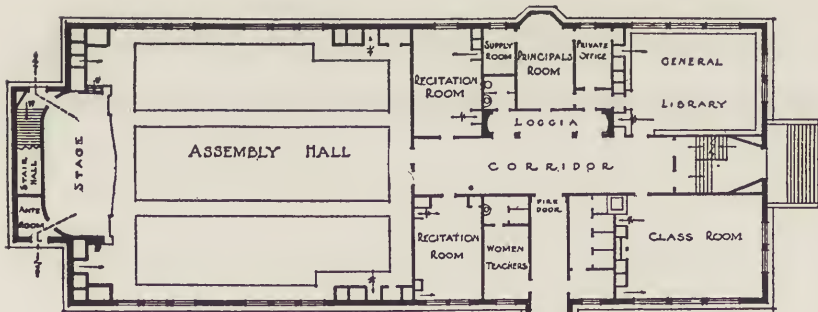 STAIR
HALL
ANTE
ROOM
STAGE
ASSEMBLY HALL
RECITATION
ROOM
SUPPLY
ROOM
PRINCIPALS
ROOM
PRIVATE
OFFICE
GENERAL
LIBRARY
LOGGIA
CORRIDOR
RECITATION
ROOM
WOMEN
TEACHERS
FIRE
DOOR
CLASS ROOM